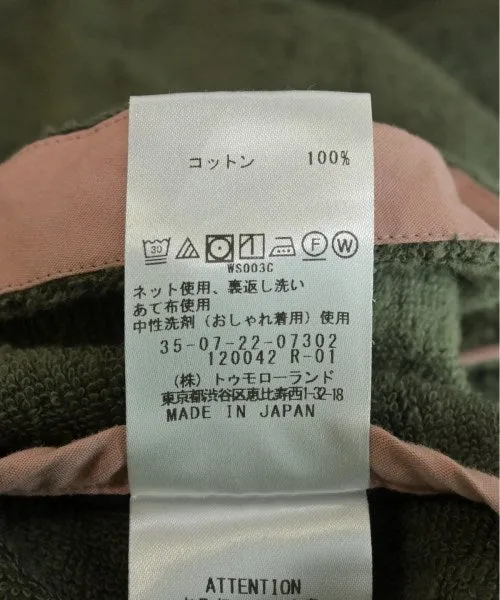 コットン 100%
30 F W
WS003C
ネット使用、裏返し洗い
あて布使用
中性洗剤（おしゃれ着用）使用
35-07-22-07302
120042 R-01
（株）トゥモローランド
東京都渋谷区恵比寿西1-32-18
MADE IN JAPAN
ATTENTION